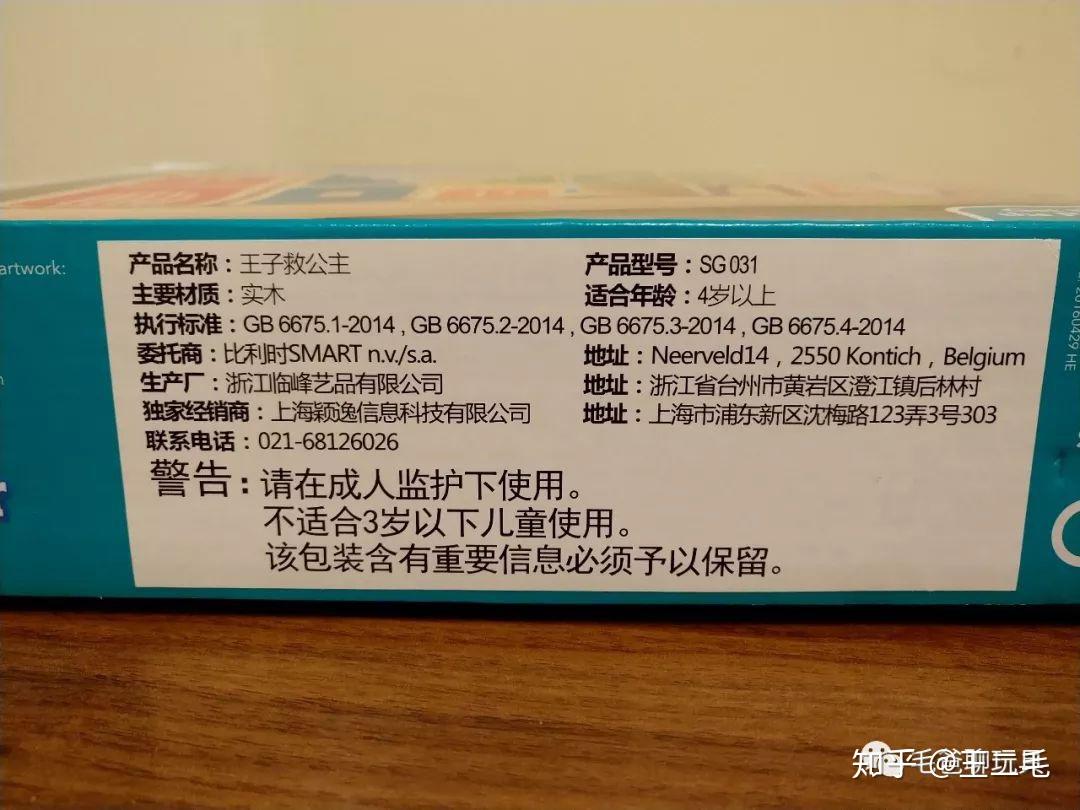 artwork:
产品名称：王子救公主 产品型号：SG 031
主要材质：实木 适合年龄：4岁以上
执行标准：GB 6675.1-2014 , GB 6675.2-2014 , GB 6675.3-2014 , GB 6675.4-2014
委托商：比利时SMART n.v./s.a. 地址：Neerveld14，2550 Kontich，Belgium
生产厂：浙江临峰艺品有限公司 地址：浙江省台州市黄岩区澄江镇后林村
独家经销商：上海颖逸信息科技有限公司 地址：上海市浦东新区沈梅路123弄3号303
联系电话：021-68126026
警告：请在成人监护下使用。
不适合3岁以下儿童使用。
该包装含有重要信息必须予以保留。
20160429 HE
知乎 @王二毛